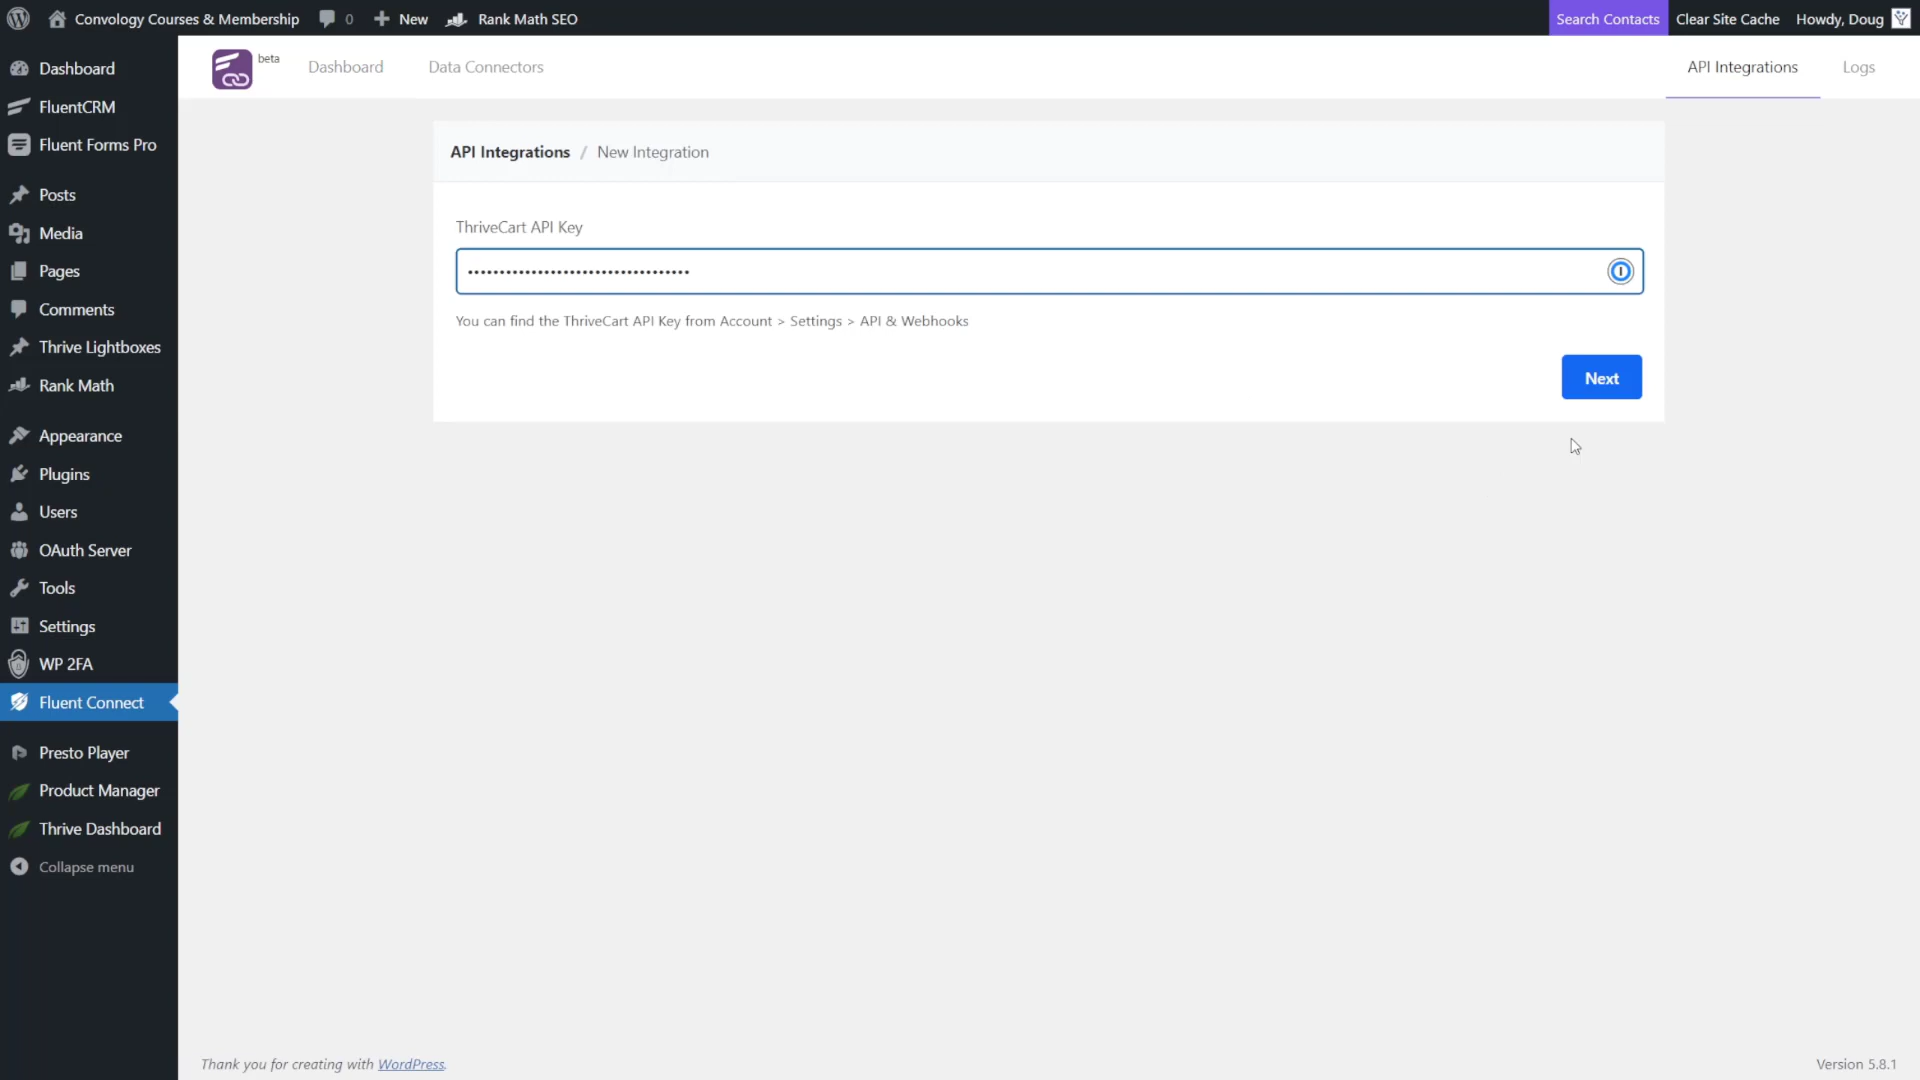 Convology Courses & Membership
0
New
Rank Math SEO
Search Contacts
Clear Site Cache
Howdy, Doug
beta
Dashboard
Data Connectors
API Integrations
Logs
Dashboard
FluentCRM
Fluent Forms Pro
Posts
Media
Pages
Comments
Thrive Lightboxes
Rank Math
Appearance
Plugins
Users
OAuth Server
Tools
Settings
WP 2FA
Fluent Connect
Presto Player
Product Manager
Thrive Dashboard
Collapse menu
API Integrations / New Integration
ThriveCart API Key
You can find the ThriveCart API Key from Account > Settings > API & Webhooks
Next
Thank you for creating with WordPress.
Version 5.8.1